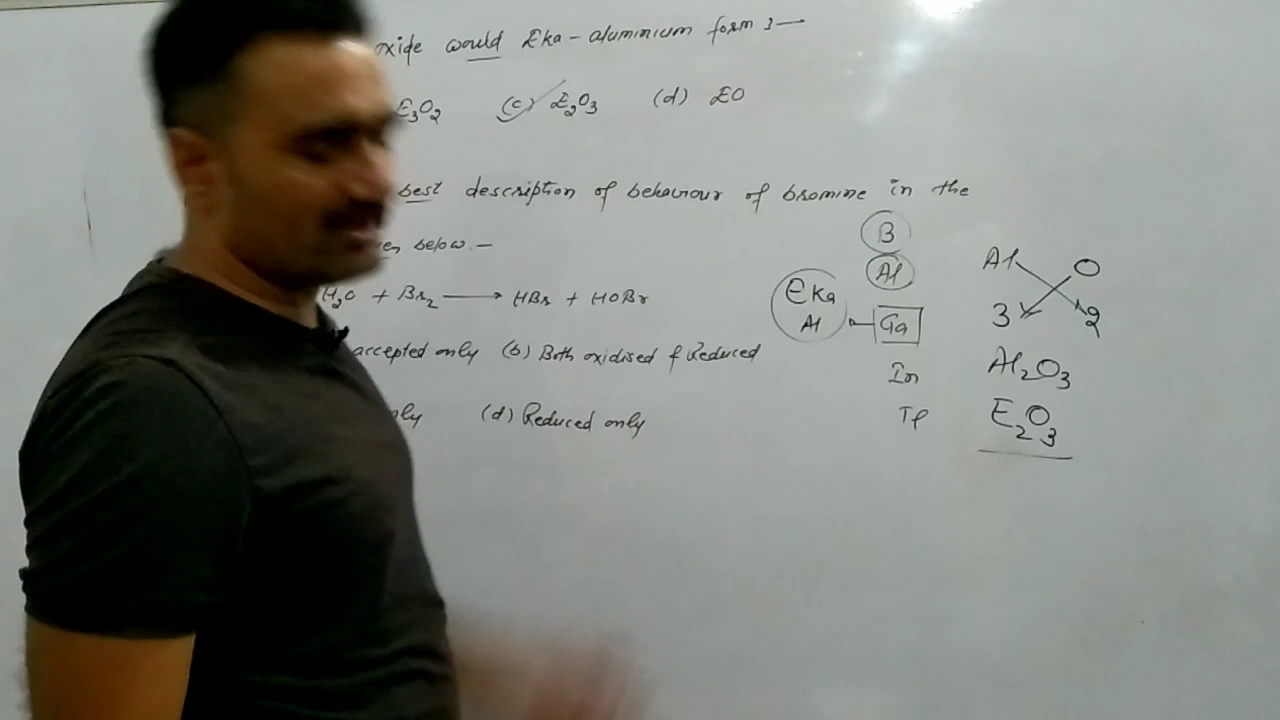 oxide would Eka-aluminium form :—
E₃O₂ (c) E₂O₃ (d) EO
best description of behaviour of bromine in the
below. —
H₂O + Br₂ ⟶ HBr + HOBr
accepted only (b) Both oxidised & Reduced
(d) Reduced only
B
Al
Eka
Al
Ga
In
Tl
Al O
3 2
Al₂O₃
E₂O₃